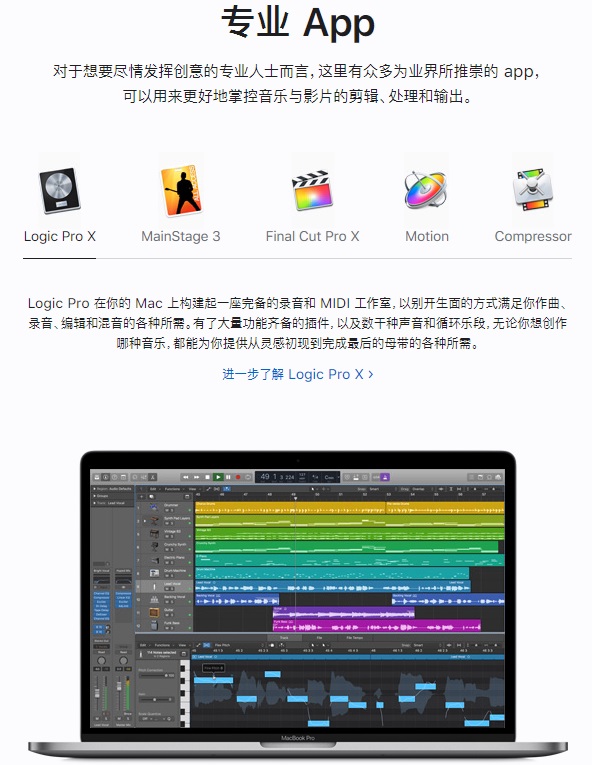 专业 App
对于想要尽情发挥创意的专业人士而言，这里有众多为业界所推崇的 app，
可以用来更好地掌控音乐与影片的剪辑、处理和输出。
Logic Pro X
MainStage 3
Final Cut Pro X
Motion
Compressor
Logic Pro 在你的 Mac 上构建起一座完备的录音和 MIDI 工作室，以别开生面的方式满足你作曲、
录音、编辑和混音的各种所需。有了大量功能齐备的插件，以及数千种声音和循环乐段，无论你想创作
哪种音乐，都能为你提供从灵感初现到完成最后的母带的各种所需。
进一步了解 Logic Pro X ›
MacBook Pro